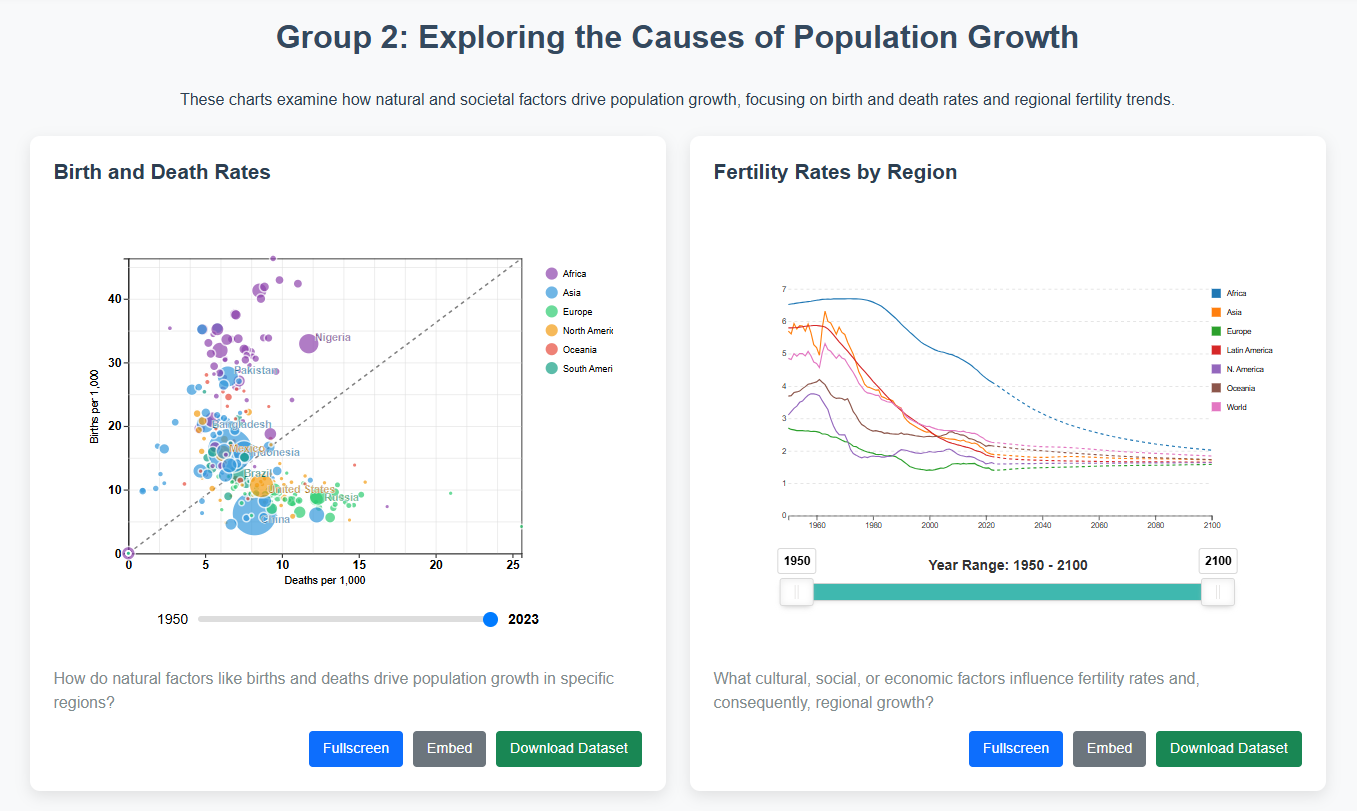 Group 2: Exploring the Causes of Population Growth
These charts examine how natural and societal factors drive population growth, focusing on birth and death rates and regional fertility trends.
Birth and Death Rates
Births per 1,000
40
30
20
10
0
0
5
10
15
20
25
Deaths per 1,000
Nigeria
Pakistan
Bangladesh
Mexico
Indonesia
Brazil
United States
Russia
Africa
Asia
Europe
North Americ
Oceania
South Ameri
1950
2023
How do natural factors like births and deaths drive population growth in specific
regions?
Fullscreen
Embed
Download Dataset
Fertility Rates by Region
7
6
5
4
3
2
1
0
1960
1980
2000
2020
2040
2060
2080
2100
Africa
Asia
Europe
Latin America
N. America
Oceania
World
1950
Year Range: 1950 - 2100
2100
What cultural, social, or economic factors influence fertility rates and,
consequently, regional growth?
Fullscreen
Embed
Download Dataset